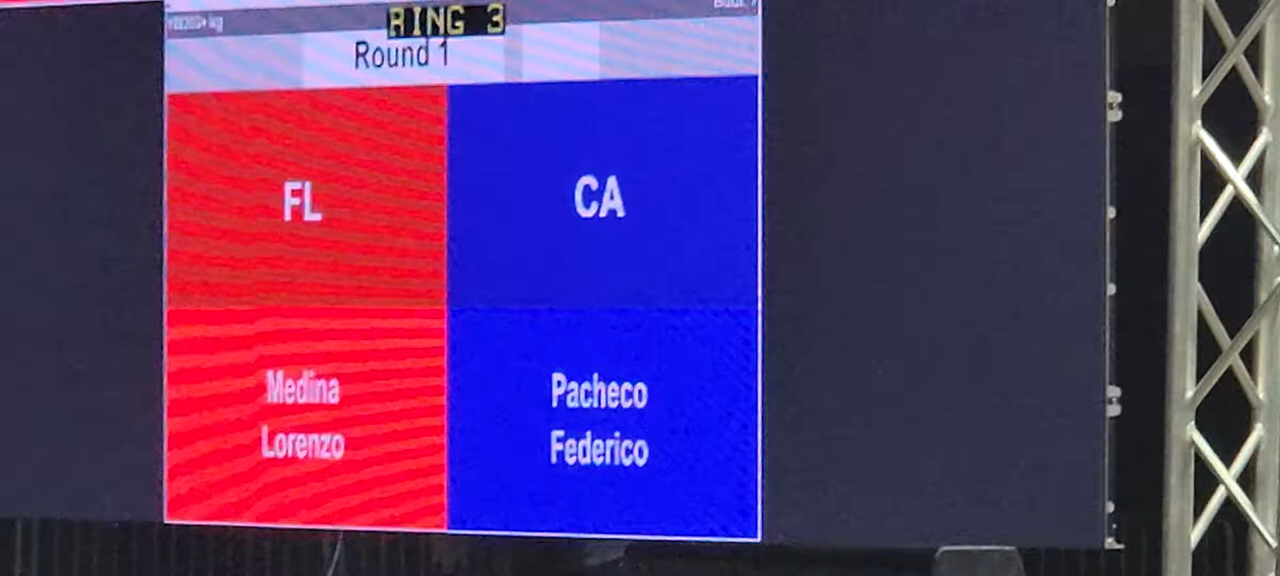 RING 3
Round 1
FL
CA
Medina
Lorenzo
Pacheco
Federico